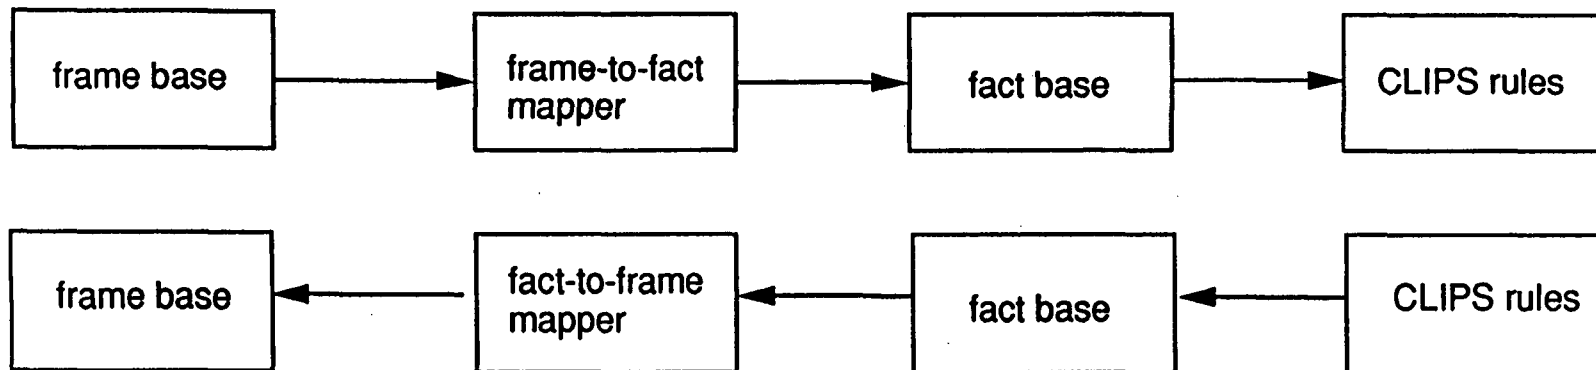 frame base
frame-to-fact
mapper
fact base
CLIPS rules
frame base
fact-to-frame
mapper
fact base
CLIPS rules